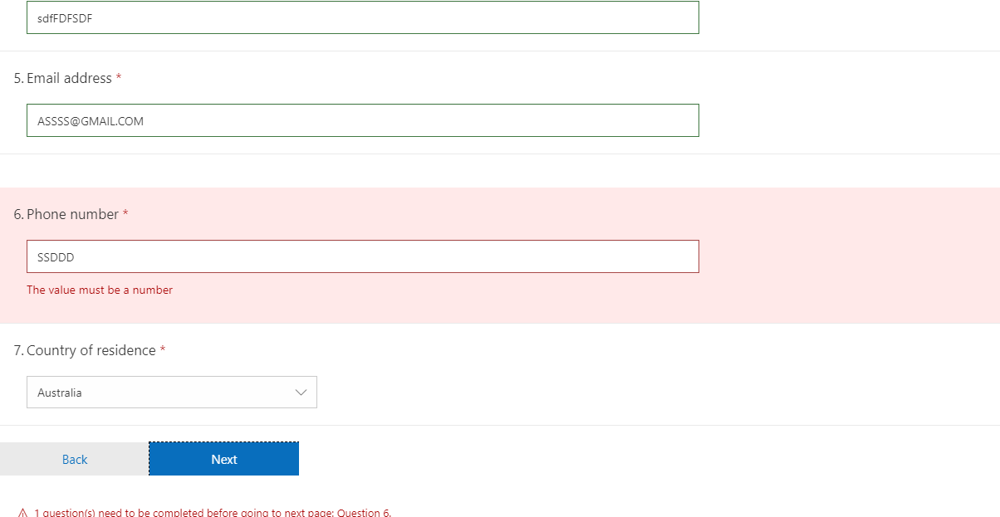 sdfFDFSDF
5. Email address *
ASSSS@GMAIL.COM
6. Phone number *
SSDDD
The value must be a number
7. Country of residence *
Australia
Back
Next
1 question(s) need to be completed before going to next page: Question 6.